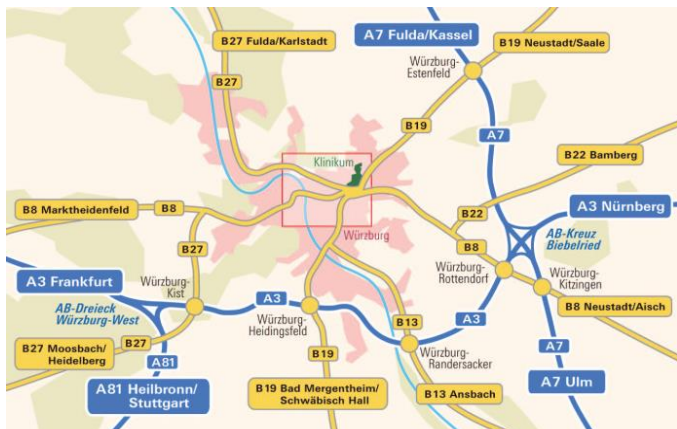 B27 Fulda/Karlstadt
A7 Fulda/Kassel
B19 Neustadt/Saale
Würzburg-
Estenfeld
B27
B19
A7
B22 Bamberg
Klinikum
B8 Marktheidenfeld
B8
B22
A3 Nürnberg
AB-Kreuz
Biebelried
Würzburg
B27
B8
A3 Frankfurt
Würzburg-
Kist
Würzburg-
Rottendorf
Würzburg-
Kitzingen
AB-Dreieck
Würzburg-West
A3
Würzburg-
Heidingsfeld
B13
A3
B8 Neustadt/Aisch
B27 Moosbach/
Heidelberg
B27
A81
B19
Würzburg-
Randersacker
A7
A81 Heilbronn/
Stuttgart
B19 Bad Mergentheim/
Schwäbisch Hall
B13 Ansbach
A7 Ulm